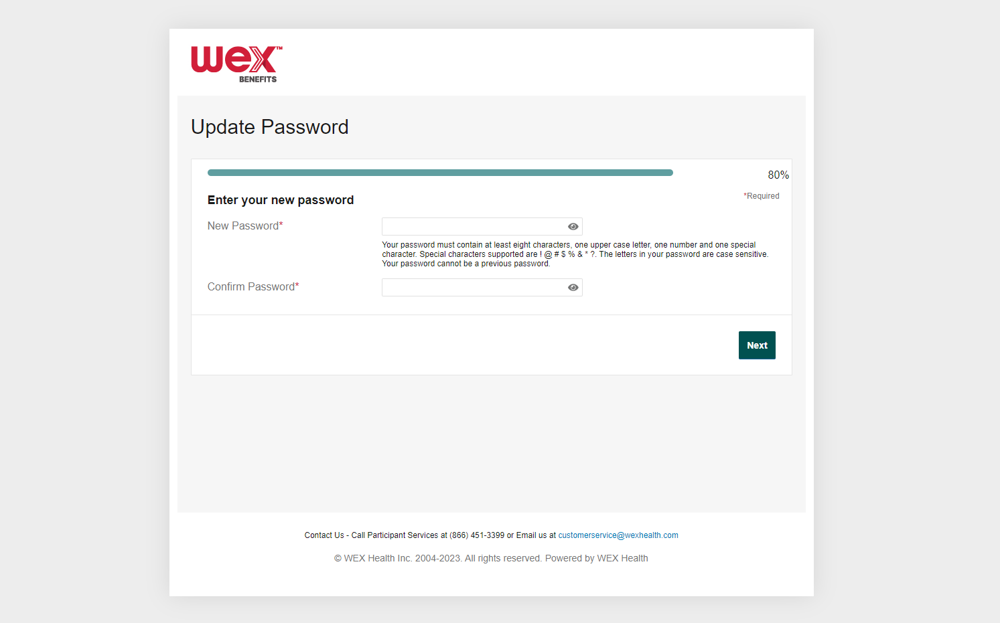 wex™
BENEFITS
Update Password
80%
*Required
Enter your new password
New Password*
Your password must contain at least eight characters, one upper case letter, one number and one special
character. Special characters supported are ! @ # $ % & * ?. The letters in your password are case sensitive.
Your password cannot be a previous password.
Confirm Password*
Next
Contact Us - Call Participant Services at (866) 451-3399 or Email us at customerservice@wexhealth.com
© WEX Health Inc. 2004-2023. All rights reserved. Powered by WEX Health